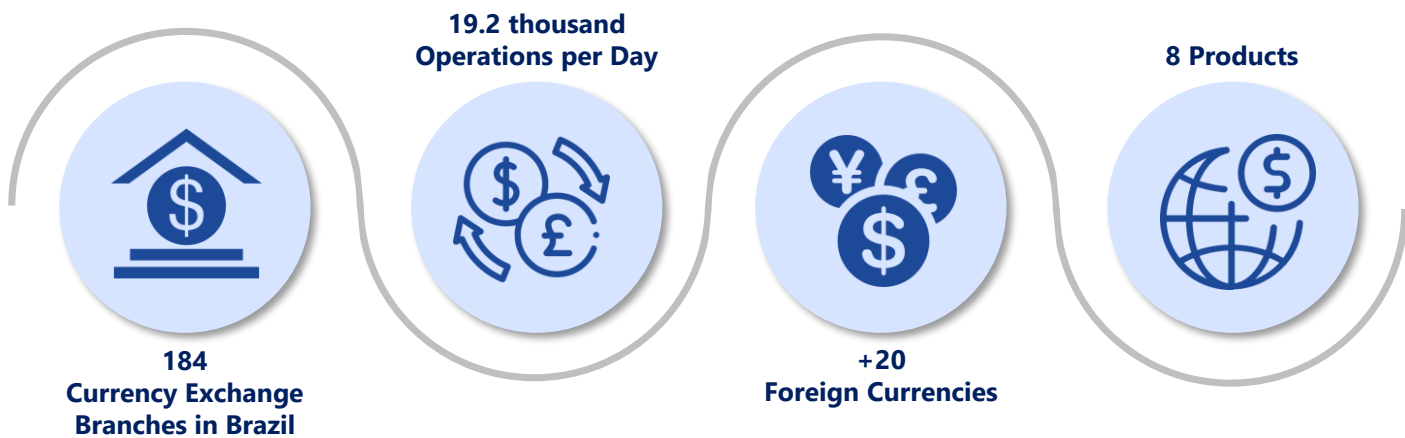 184
Currency Exchange
Branches in Brazil
19.2 thousand
Operations per Day
+20
Foreign Currencies
8 Products